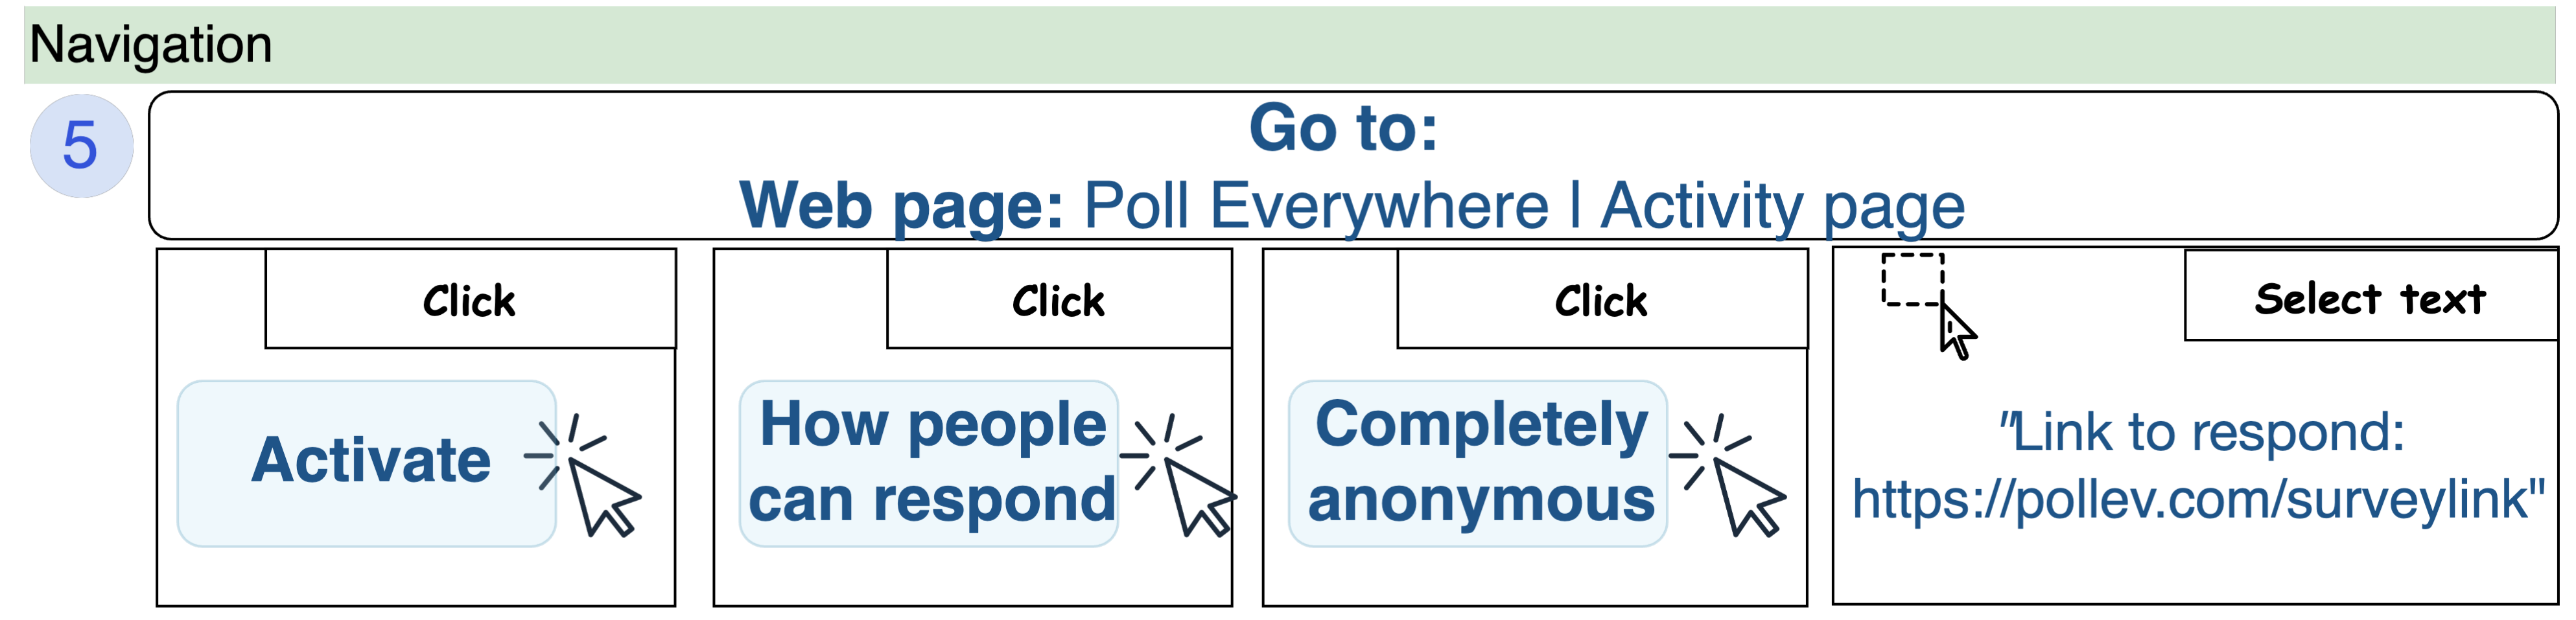 Navigation
5
Go to:
Web page: Poll Everywhere | Activity page
Click
Activate
Click
How people
can respond
Click
Completely
anonymous
Select text
"Link to respond:
https://pollev.com/surveylink"